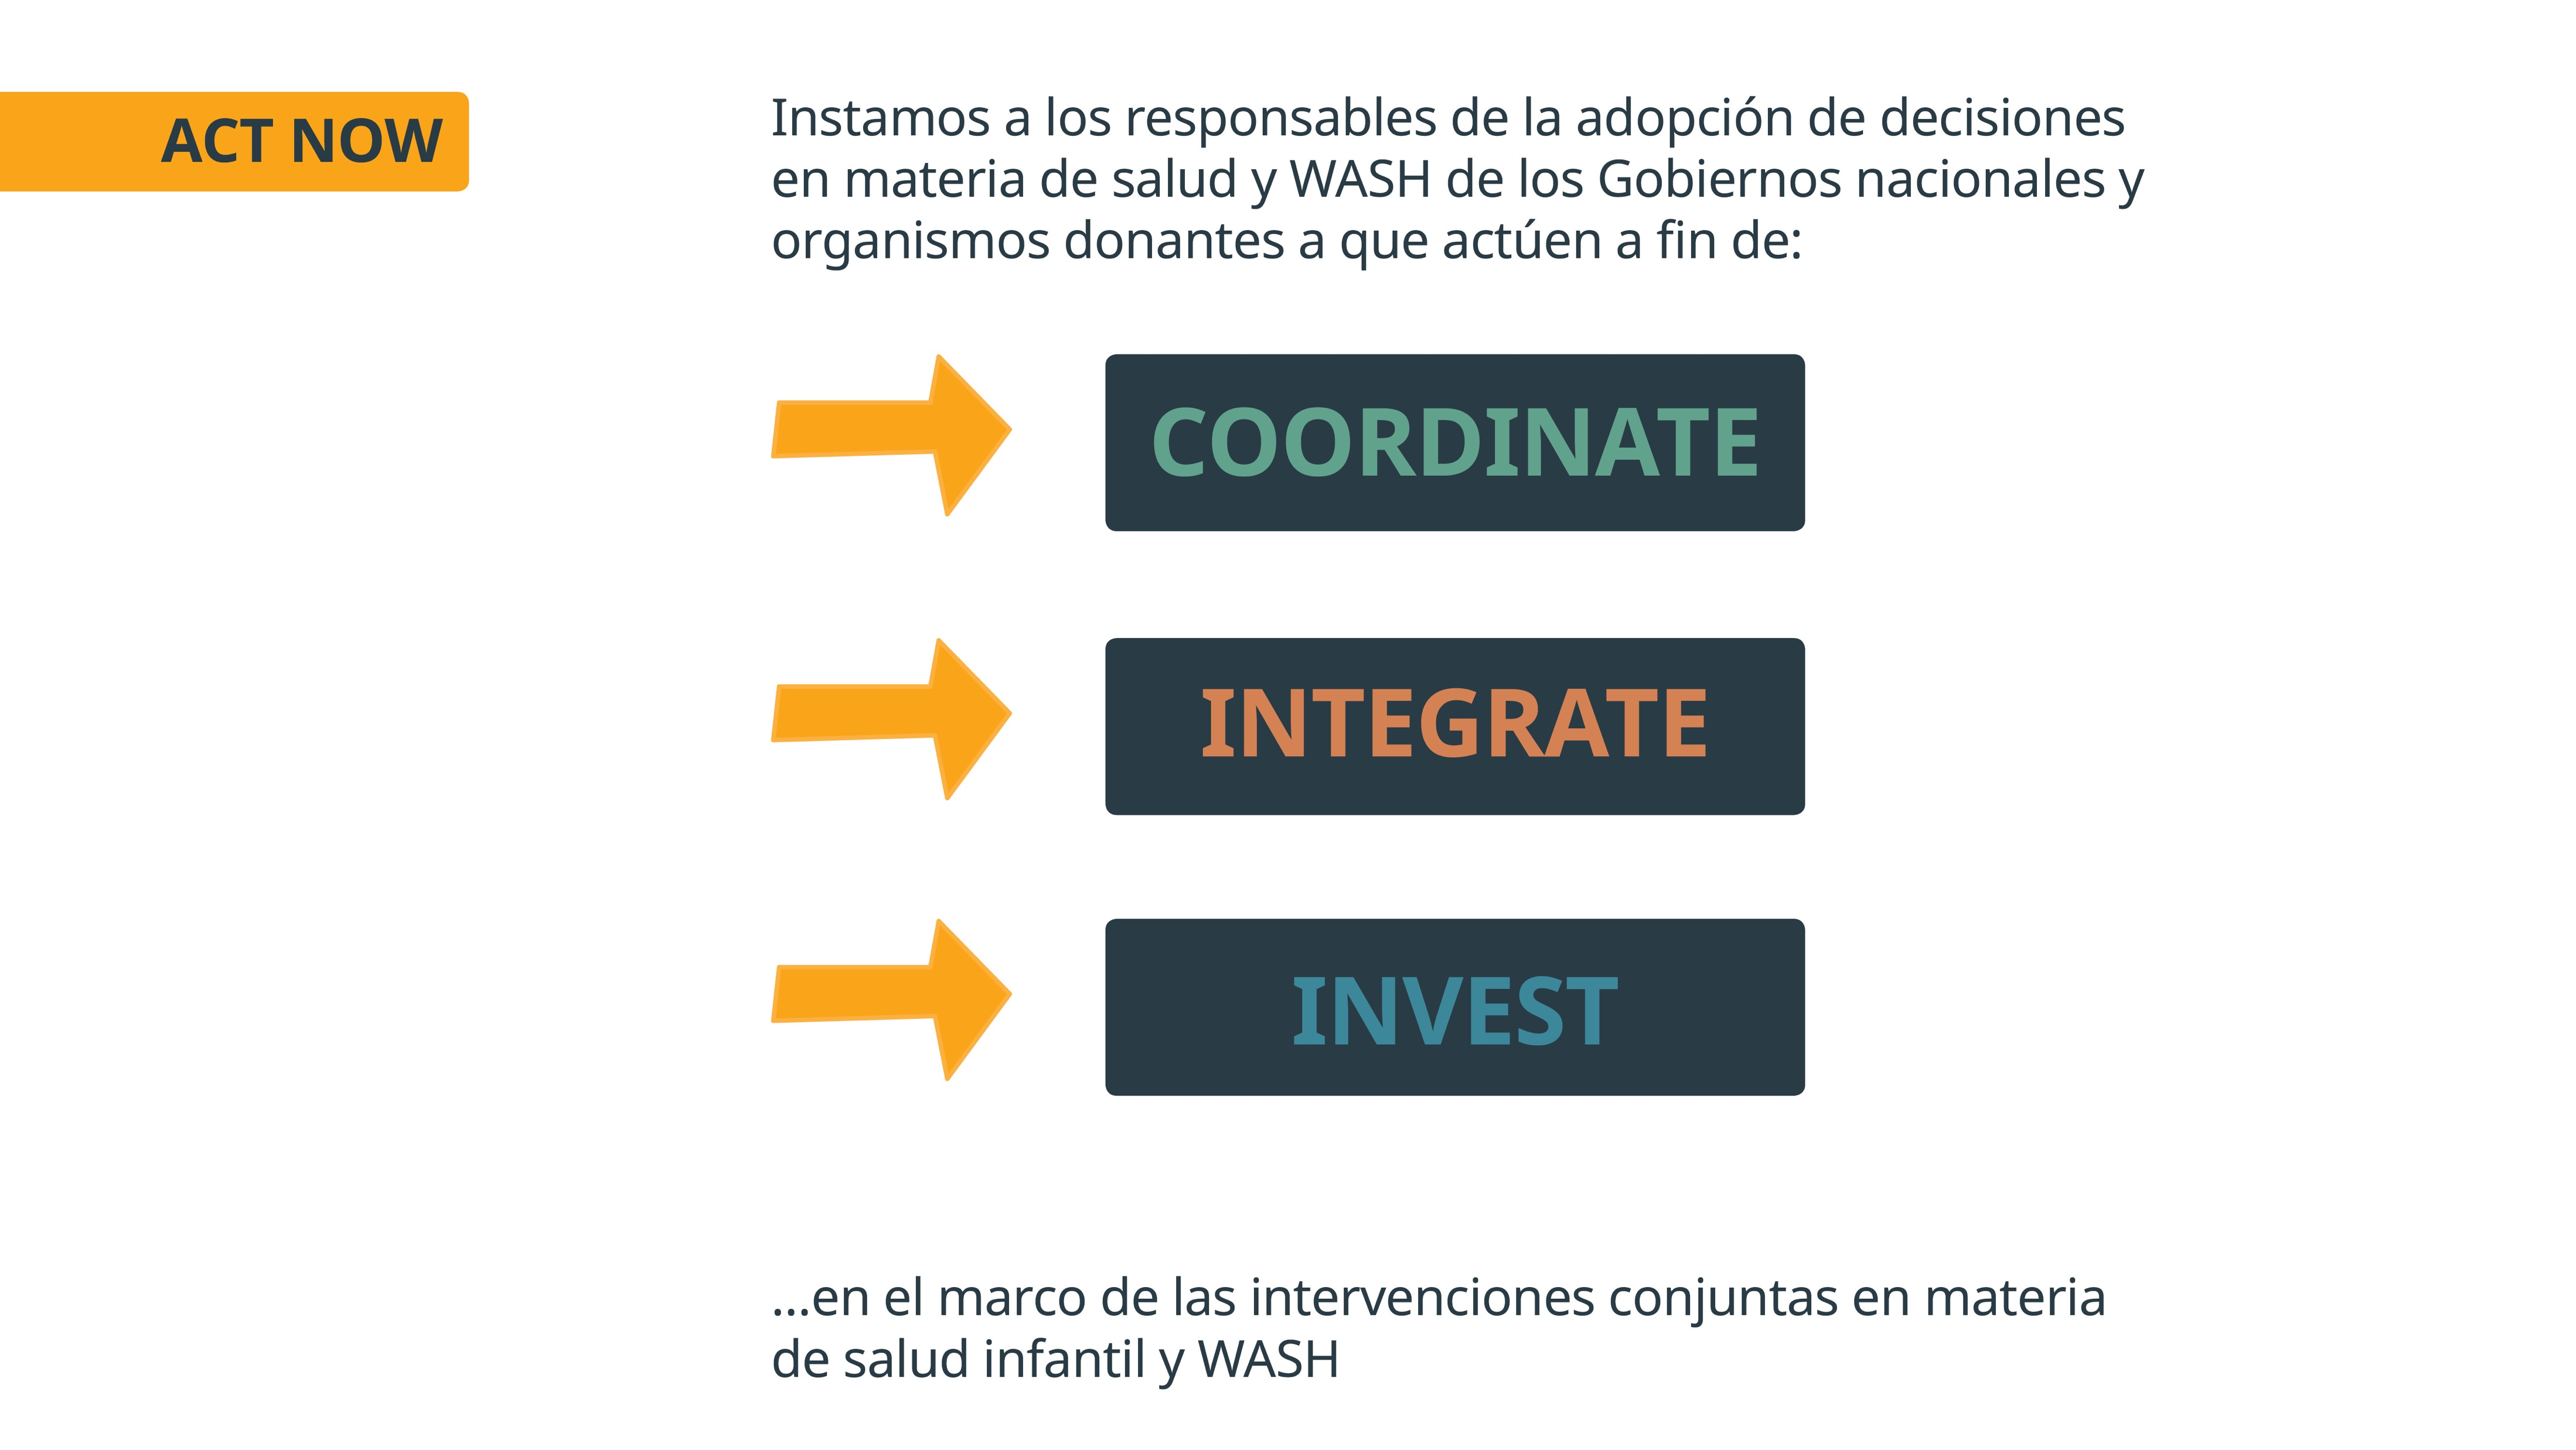 ACT NOW
Instamos a los responsables de la adopción de decisiones
en materia de salud y WASH de los Gobiernos nacionales y
organismos donantes a que actúen a fin de:
COORDINATE
INTEGRATE
INVEST
...en el marco de las intervenciones conjuntas en materia
de salud infantil y WASH